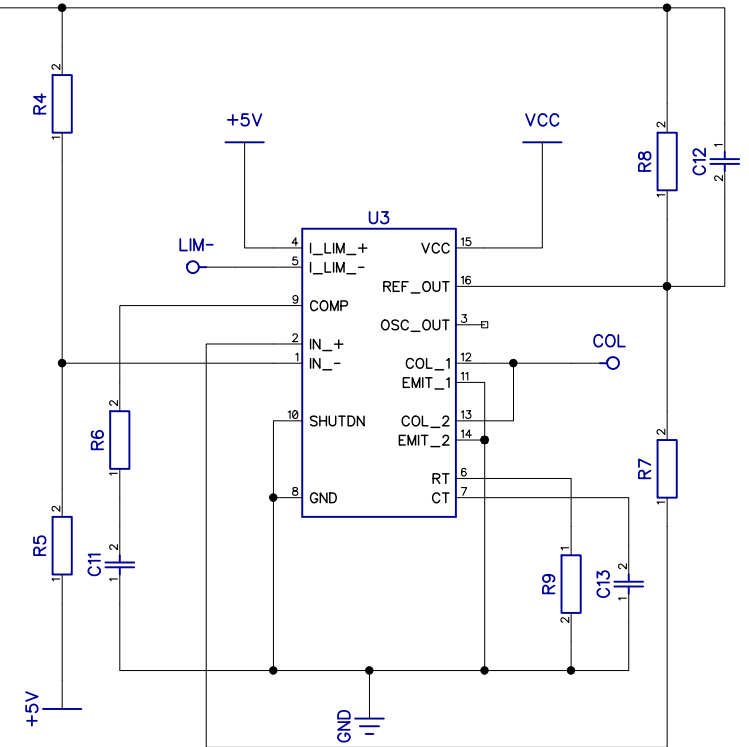 2
R4
1
+5V
VCC
2
R8
1
1
C12
2
U3
LIM-
4
I_LIM_+
5
I_LIM_-
9
COMP
2
IN_+
1
IN_-
10
SHUTDN
8
GND
VCC
15
REF_OUT
16
OSC_OUT
3
COL_1
12
EMIT_1
11
COL_2
13
EMIT_2
14
RT
6
CT
7
COL
2
R6
1
2
R7
1
2
R5
1
2
C11
1
1
R9
2
2
C13
1
+5V
GND